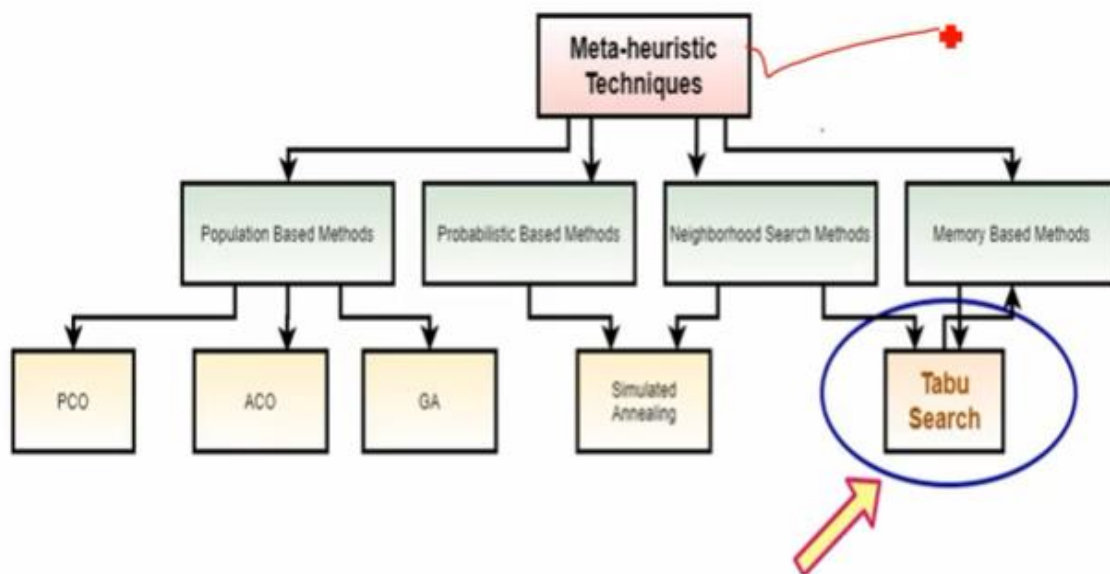 Meta-heuristic
Techniques
Population Based Methods
Probabilistic Based Methods
Neighborhood Search Methods
Memory Based Methods
PCO
ACO
GA
Simulated
Annealing
Tabu
Search